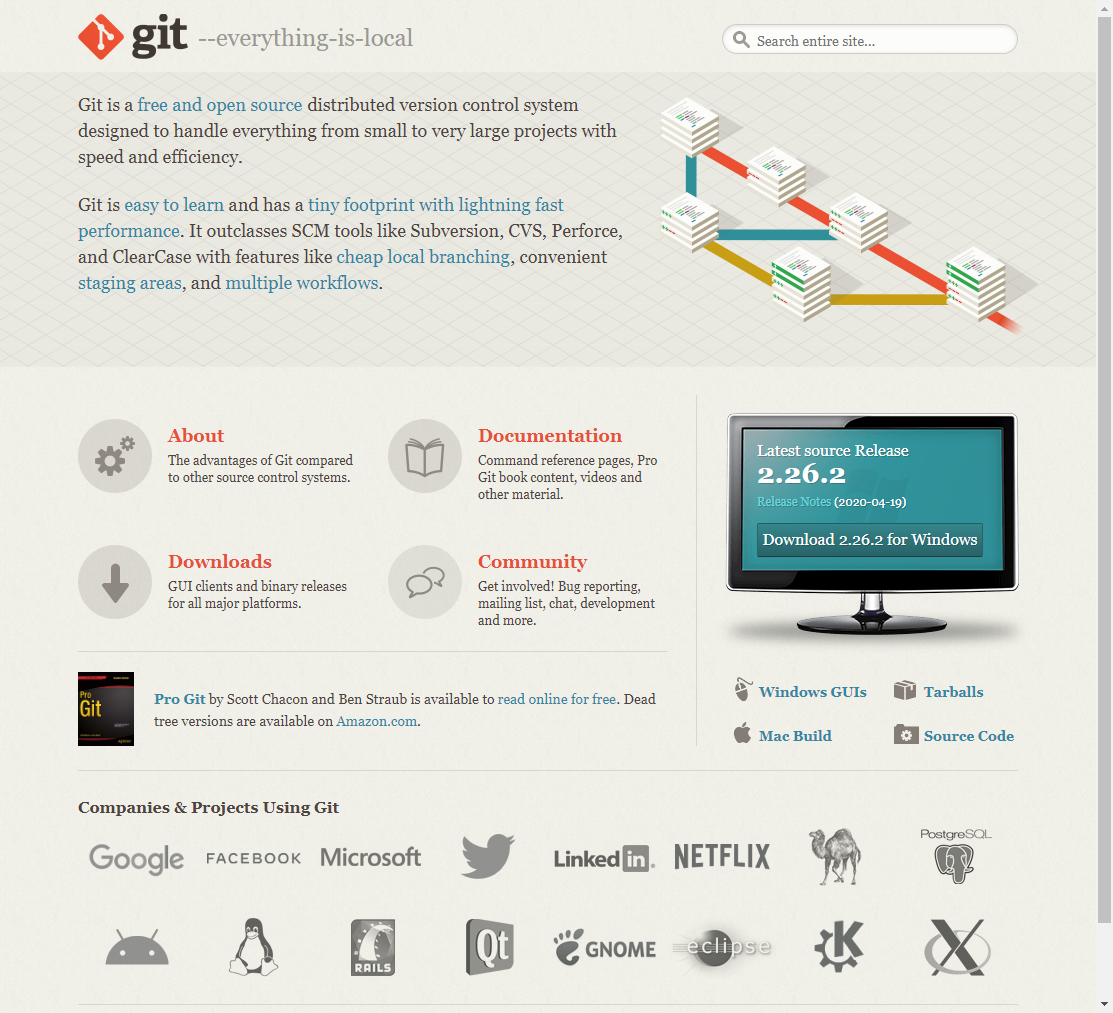 git --everything-is-local
Search entire site...
Git is a free and open source distributed version control system
designed to handle everything from small to very large projects with
speed and efficiency.
Git is easy to learn and has a tiny footprint with lightning fast
performance. It outclasses SCM tools like Subversion, CVS, Perforce,
and ClearCase with features like cheap local branching, convenient
staging areas, and multiple workflows.
About
The advantages of Git compared
to other source control systems.
Documentation
Command reference pages, Pro
Git book content, videos and
other material.
Downloads
GUI clients and binary releases
for all major platforms.
Community
Get involved! Bug reporting,
mailing list, chat, development
and more.
Latest source Release
2.26.2
Release Notes (2020-04-19)
Download 2.26.2 for Windows
Pro
Git
Pro Git by Scott Chacon and Ben Straub is available to read online for free. Dead
tree versions are available on Amazon.com.
Windows GUIs
Tarballs
Mac Build
Source Code
Companies & Projects Using Git
Google FACEBOOK Microsoft LinkedIn NETFLIX PostgreSQL
RAILS Qt GNOME eclipse K X